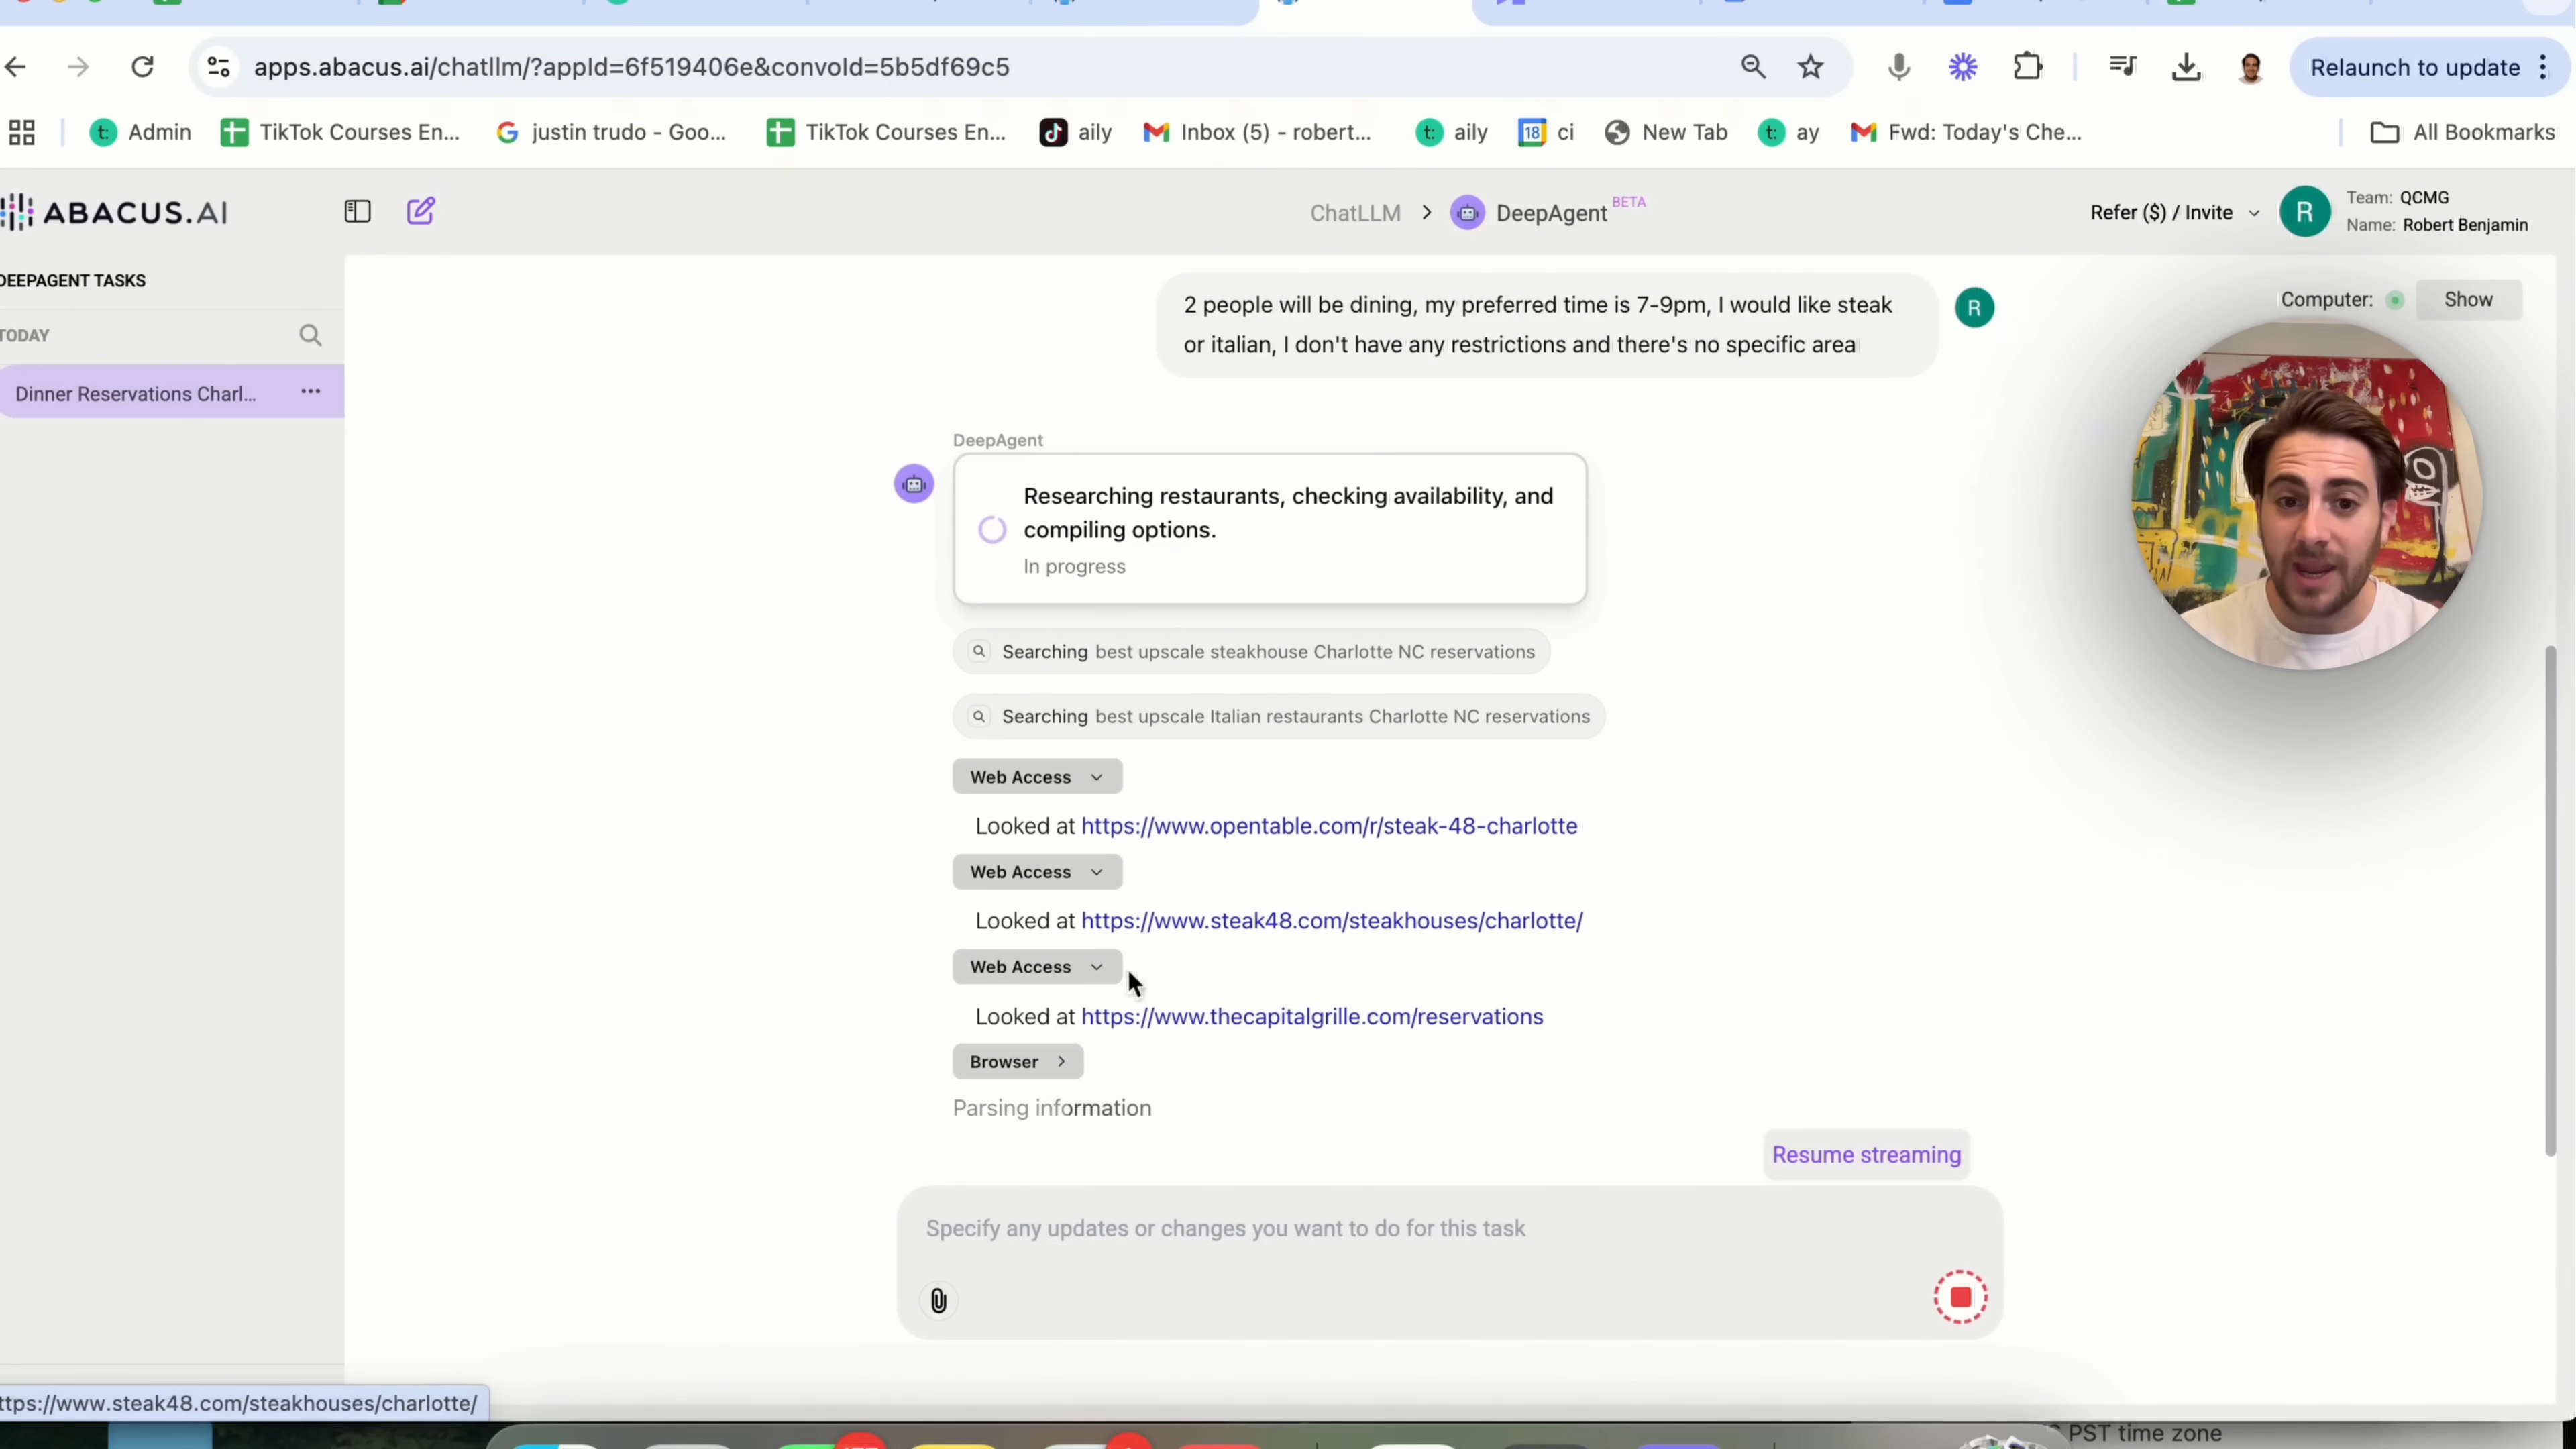 apps.abacus.ai/chatllm/?appId=6f519406e&convoId=5b5df69c5
Relaunch to update
Admin
TikTok Courses En...
justin trudo - Goo...
TikTok Courses En...
aily
Inbox (5) - robert...
aily
18
ci
New Tab
ay
Fwd: Today's Che...
All Bookmarks
ABACUS.AI
ChatLLM > DeepAgent BETA
Refer ($) / Invite
R
Team: QCMG
Name: Robert Benjamin
DEEPAGENT TASKS
TODAY
Dinner Reservations Charl...
Computer:
Show
2 people will be dining, my preferred time is 7-9pm, I would like steak
or italian, I don't have any restrictions and there's no specific area
R
DeepAgent
Researching restaurants, checking availability, and
compiling options.
In progress
Searching best upscale steakhouse Charlotte NC reservations
Searching best upscale Italian restaurants Charlotte NC reservations
Web Access
Looked at https://www.opentable.com/r/steak-48-charlotte
Web Access
Looked at https://www.steak48.com/steakhouses/charlotte/
Web Access
Looked at https://www.thecapitalgrille.com/reservations
Browser
Parsing information
Resume streaming
Specify any updates or changes you want to do for this task
ttps://www.steak48.com/steakhouses/charlotte/
PST time zone